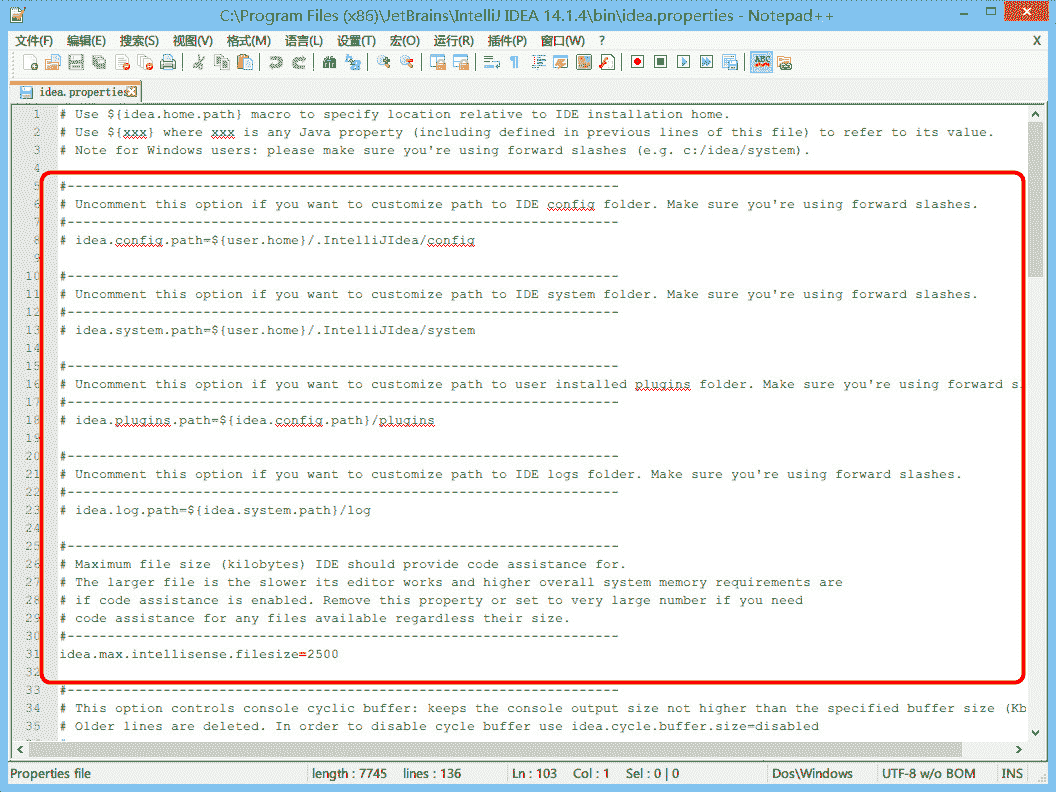 C:\Program Files (x86)\JetBrains\IntelliJ IDEA 14.1.4\bin\idea.properties - Notepad++
文件(F) 编辑(E) 搜索(S) 视图(V) 格式(M) 语言(L) 设置(T) 宏(O) 运行(R) 插件(P) 窗口(W) ? X
idea.properties
1 # Use ${idea.home.path} macro to specify location relative to IDE installation home.
2 # Use ${xxx} where xxx is any Java property (including defined in previous lines of this file) to refer to its value.
3 # Note for Windows users: please make sure you're using forward slashes (e.g. c:/idea/system).
4
5 #---------------------------------------------------------------------
6 # Uncomment this option if you want to customize path to IDE config folder. Make sure you're using forward slashes.
7 #---------------------------------------------------------------------
8 # idea.config.path=${user.home}/.IntelliJIdea/config
9
10 #---------------------------------------------------------------------
11 # Uncomment this option if you want to customize path to IDE system folder. Make sure you're using forward slashes.
12 #---------------------------------------------------------------------
13 # idea.system.path=${user.home}/.IntelliJIdea/system
14
15 #---------------------------------------------------------------------
16 # Uncomment this option if you want to customize path to user installed plugins folder. Make sure you're using forward s
17 #---------------------------------------------------------------------
18 # idea.plugins.path=${idea.config.path}/plugins
19
20 #---------------------------------------------------------------------
21 # Uncomment this option if you want to customize path to IDE logs folder. Make sure you're using forward slashes.
22 #---------------------------------------------------------------------
23 # idea.log.path=${idea.system.path}/log
24
25 #---------------------------------------------------------------------
26 # Maximum file size (kilobytes) IDE should provide code assistance for.
27 # The larger file is the slower its editor works and higher overall system memory requirements are
28 # if code assistance is enabled. Remove this property or set to very large number if you need
29 # code assistance for any files available regardless their size.
30 #---------------------------------------------------------------------
31 idea.max.intellisense.filesize=2500
32
33 #---------------------------------------------------------------------
34 # This option controls console cyclic buffer: keeps the console output size not higher than the specified buffer size (Kb
35 # Older lines are deleted. In order to disable cycle buffer use idea.cycle.buffer.size=disabled
Properties file length : 7745 lines : 136 Ln : 103 Col : 1 Sel : 0 | 0 Dos\Windows UTF-8 w/o BOM INS